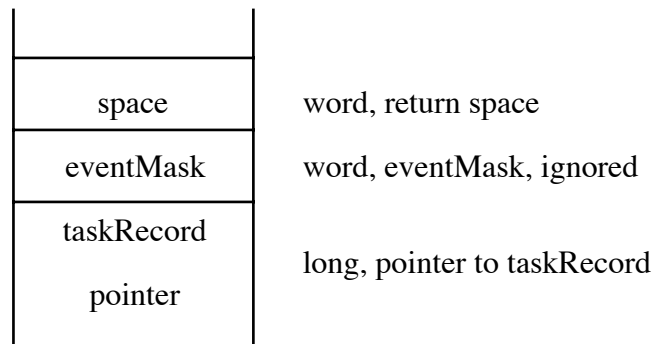 space word, return space
eventMask word, eventMask, ignored
taskRecord
long, pointer to taskRecord
pointer